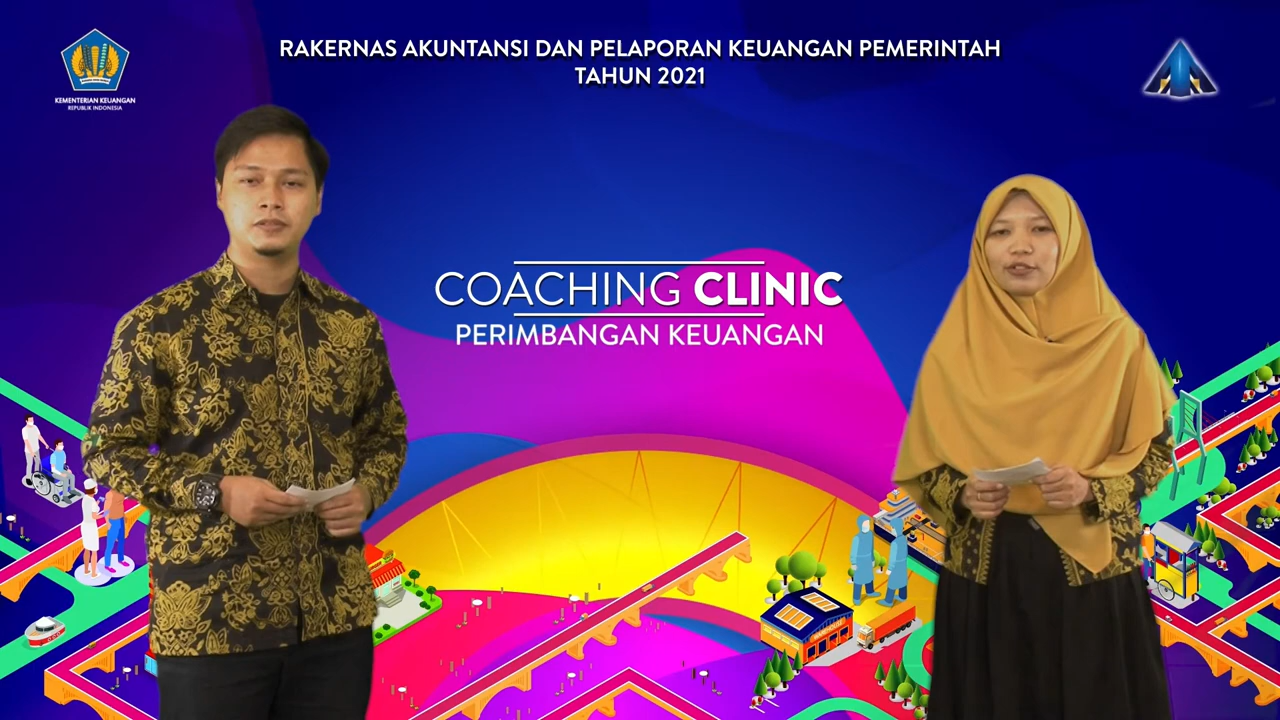 RAKERNAS AKUNTANSI DAN PELAPORAN KEUANGAN PEMERINTAH
TAHUN 2021
KEMENTERIAN KEUANGAN
REPUBLIK INDONESIA
COACHING CLINIC
PERIMBANGAN KEUANGAN